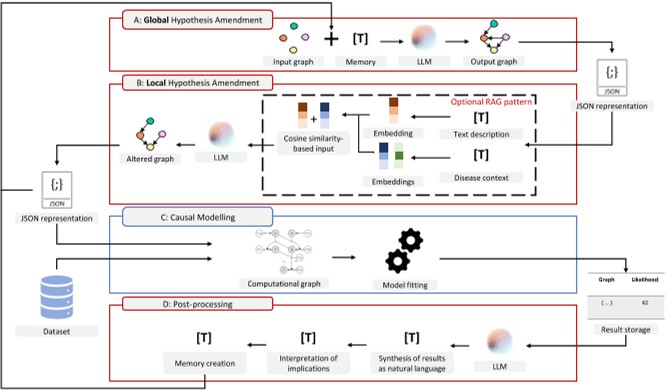 A: Global Hypothesis Amendment
[T]
Input graph
Memory
LLM
Output graph
{;}
JSON
JSON representation
B: Local Hypothesis Amendment
Optional RAG pattern
+
Cosine similarity-
based input
Embedding
[T]
Text description
Embeddings
[T]
Disease context
LLM
Altered graph
{;}
JSON
JSON representation
C: Causal Modelling
Computational graph
Model fitting
Dataset
Graph Likelihood
{...} 42
Result storage
D: Post-processing
[T]
Memory creation
[T]
Interpretation of
implications
[T]
Synthesis of results
as natural language
LLM